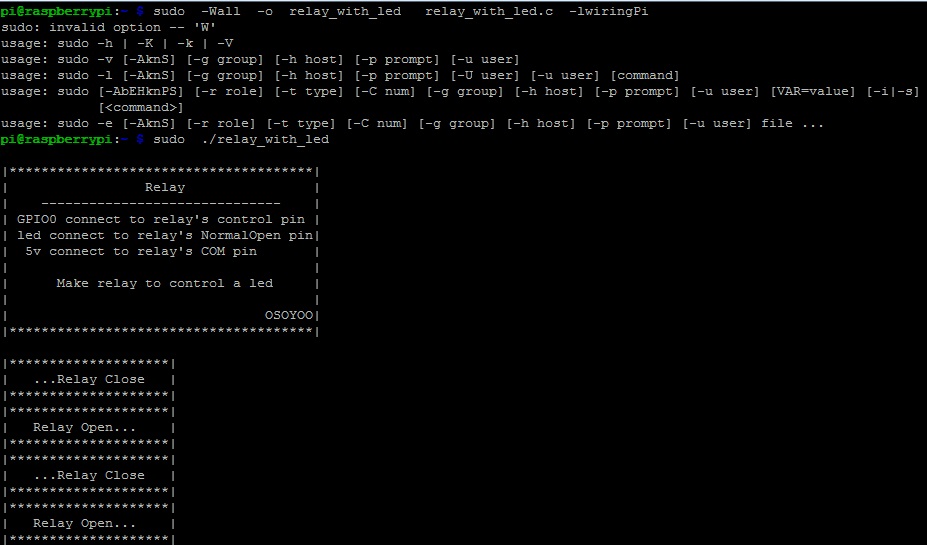 pi@raspberrypi:~ $ sudo  -Wall  -o  relay_with_led   relay_with_led.c  -lwiringPi
sudo: invalid option -- 'W'
usage: sudo -h | -K | -k | -V
usage: sudo -v [-AknS] [-g group] [-h host] [-p prompt] [-u user]
usage: sudo -l [-AknS] [-g group] [-h host] [-p prompt] [-U user] [-u user] [command]
usage: sudo [-AbEHknPS] [-r role] [-t type] [-C num] [-g group] [-h host] [-p prompt] [-u user] [VAR=value] [-i|-s]
            [<command>]
usage: sudo -e [-AknS] [-r role] [-t type] [-C num] [-g group] [-h host] [-p prompt] [-u user] file ...
pi@raspberrypi:~ $ sudo  ./relay_with_led

|**************************************|
|                 Relay                |
|    ------------------------------    |
| GPIO0 connect to relay's control pin |
| led connect to relay's NormalOpen pin|
|  5v connect to relay's COM pin       |
|                                      |
|      Make relay to control a led     |
|                                      |
|                                OSOYOO|
|**************************************|

|********************|
|   ...Relay Close   |
|********************|
|********************|
|   Relay Open...    |
|********************|
|********************|
|   ...Relay Close   |
|********************|
|********************|
|   Relay Open...    |
|********************|